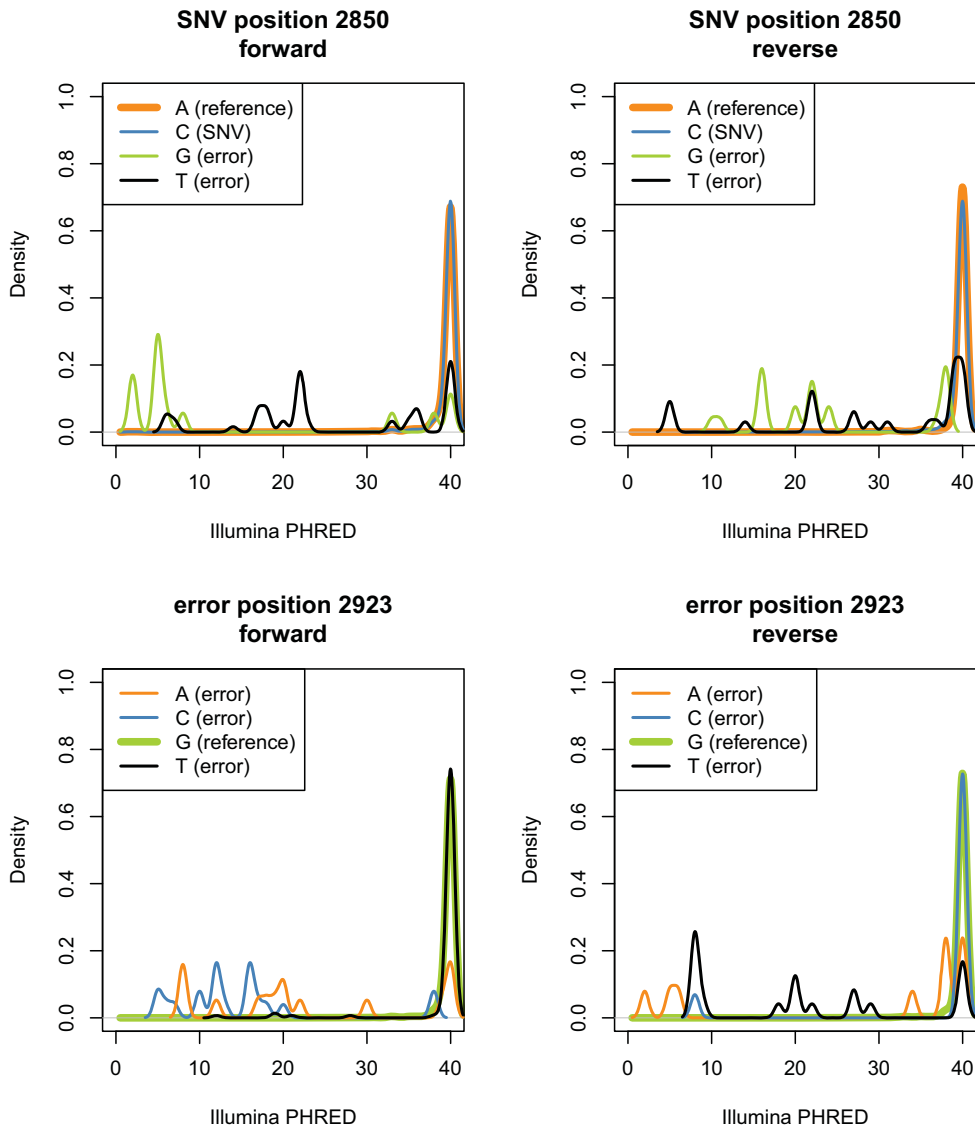 SNV position 2850
forward
A (reference)
C (SNV)
G (error)
T (error)
Density
0.0 0.2 0.4 0.6 0.8 1.0
0 10 20 30 40
Illumina PHRED
SNV position 2850
reverse
A (reference)
C (SNV)
G (error)
T (error)
Density
0.0 0.2 0.4 0.6 0.8 1.0
0 10 20 30 40
Illumina PHRED
error position 2923
forward
A (error)
C (error)
G (reference)
T (error)
Density
0.0 0.2 0.4 0.6 0.8 1.0
0 10 20 30 40
Illumina PHRED
error position 2923
reverse
A (error)
C (error)
G (reference)
T (error)
Density
0.0 0.2 0.4 0.6 0.8 1.0
0 10 20 30 40
Illumina PHRED